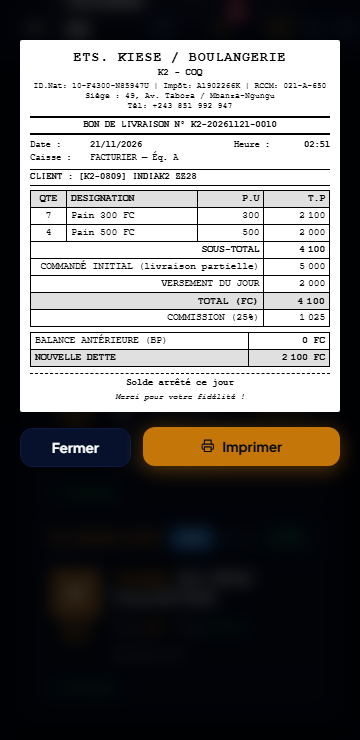 ETS. KIESE / BOULANGERIE
K2 - COQ
ID.Nat: 10-F4300-N85947U | Impôt: A1902266K | RCCM: 021-A-650
Siège : 49, Av. Tabora / Mbanza-Ngungu
Tél: +243 851 992 947
BON DE LIVRAISON N° K2-20261121-0010
Date : 21/11/2026 Heure : 02:51
Caisse : FACTURIER — Éq. A
CLIENT : [K2-0809] INDIAK2 ZZ28
QTE DESIGNATION P.U T.P
7 Pain 300 FC 300 2 100
4 Pain 500 FC 500 2 000
SOUS-TOTAL 4 100
COMMANDÉ INITIAL (livraison partielle) 5 000
VERSEMENT DU JOUR 2 000
TOTAL (FC) 4 100
COMMISSION (25%) 1 025
BALANCE ANTÉRIEURE (BP) 0 FC
NOUVELLE DETTE 2 100 FC
Solde arrêté ce jour
Merci pour votre fidélité !
Fermer Imprimer